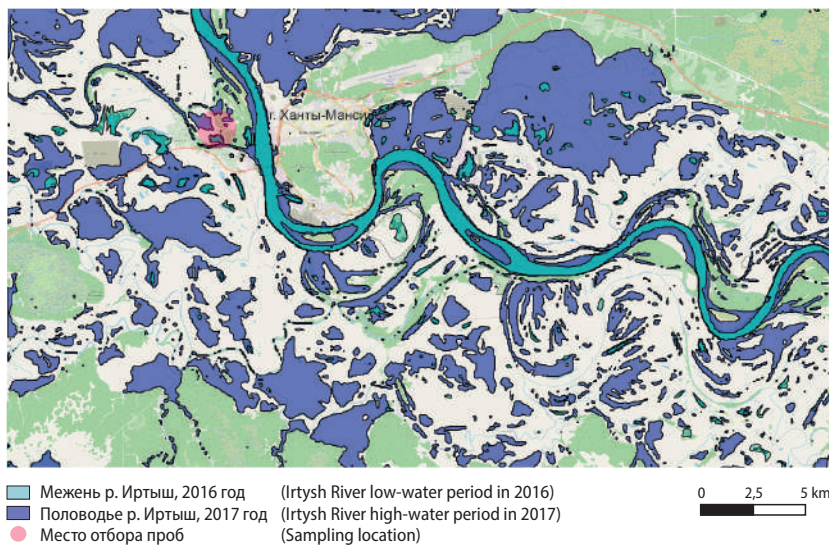 г. Ханты-Манси
Межень р. Иртыш, 2016 год (Irtysh River low-water period in 2016)
Половодье р. Иртыш, 2017 год (Irtysh River high-water period in 2017)
Место отбора проб (Sampling location)
0 2,5 5 km